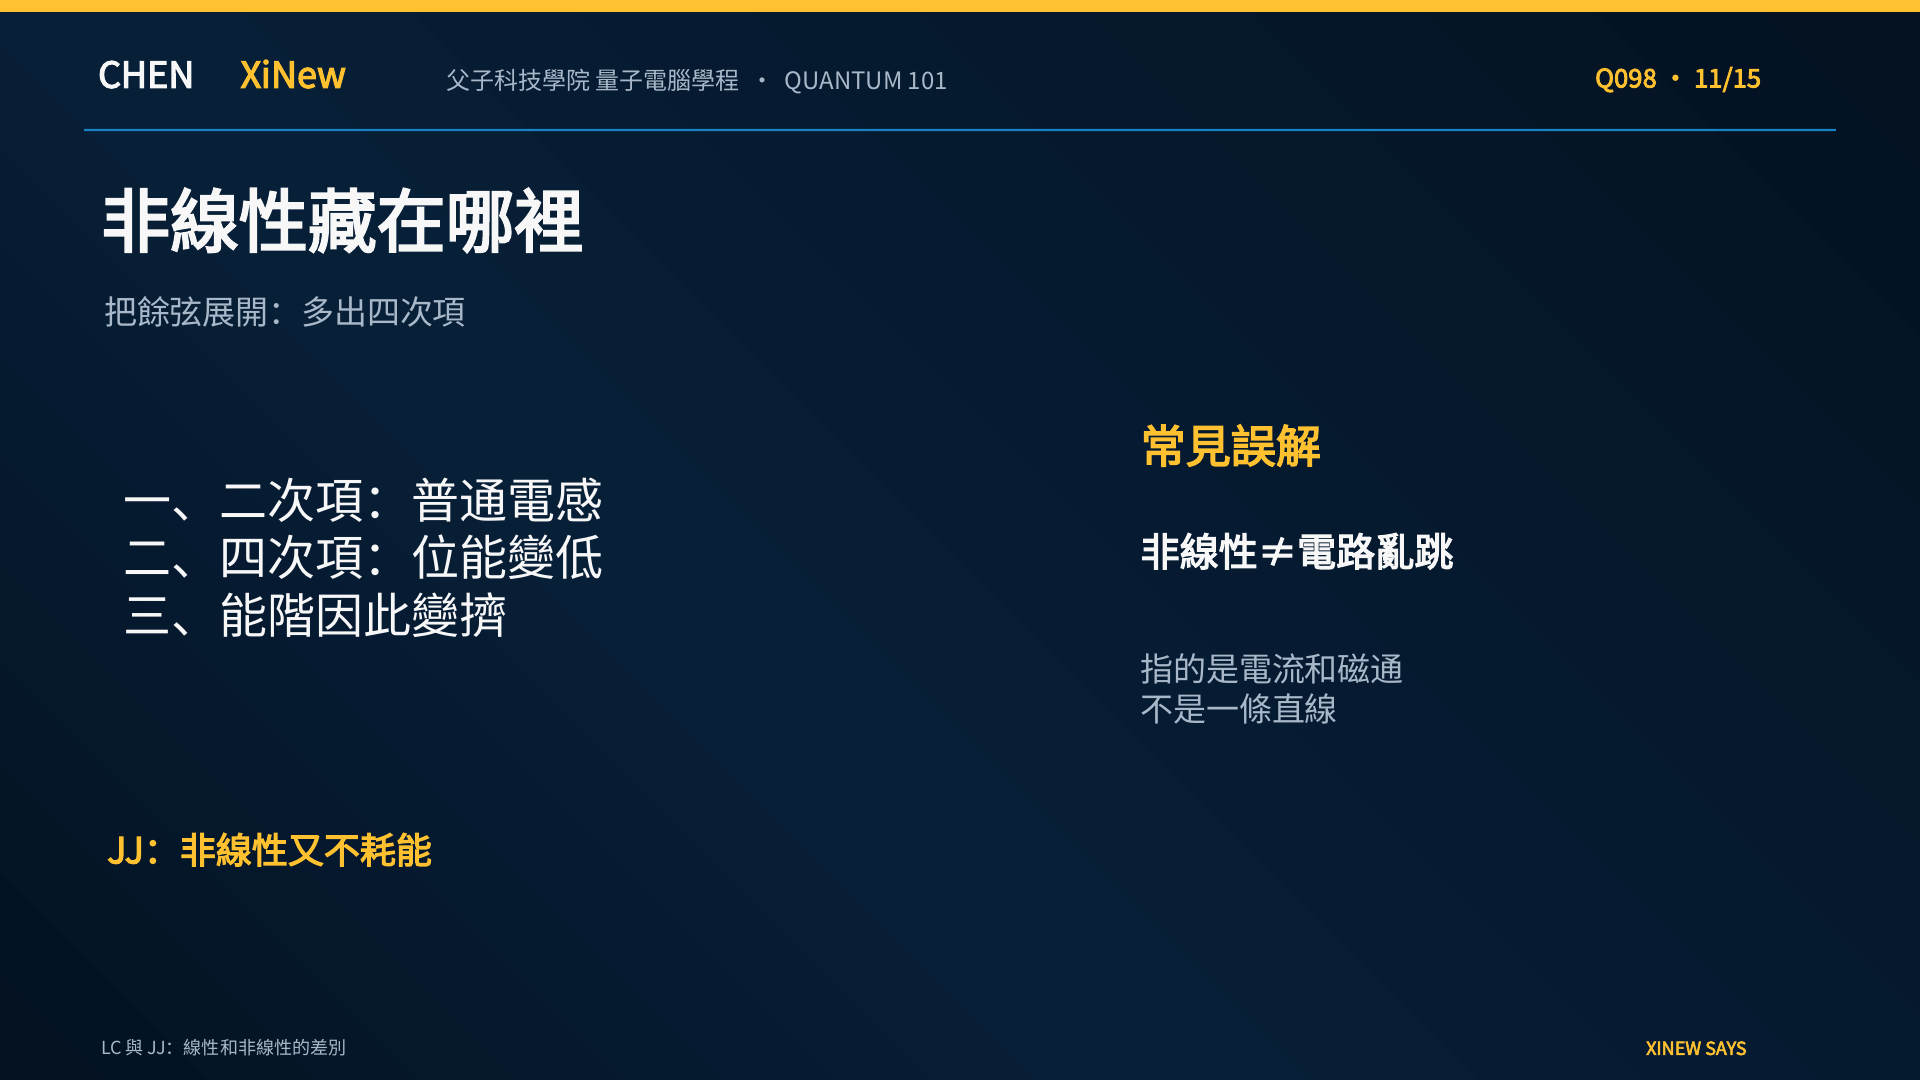 CHEN XiNew 父子科技學院 量子電腦學程 · QUANTUM 101 Q098 · 11/15
非線性藏在哪裡
把餘弦展開：多出四次項
一、二次項：普通電感
二、四次項：位能變低
三、能階因此變擠
JJ：非線性又不耗能
常見誤解
非線性≠電路亂跳
指的是電流和磁通
不是一條直線
LC 與 JJ：線性和非線性的差別
XINEW SAYS